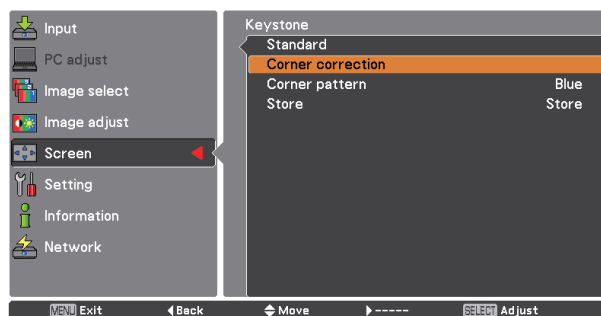 Input
PC adjust
Image select
Image adjust
Screen
Setting
Information
Network
Keystone
Standard
Corner correction
Corner pattern Blue
Store Store
MENU Exit Back Move ----- SELECT Adjust